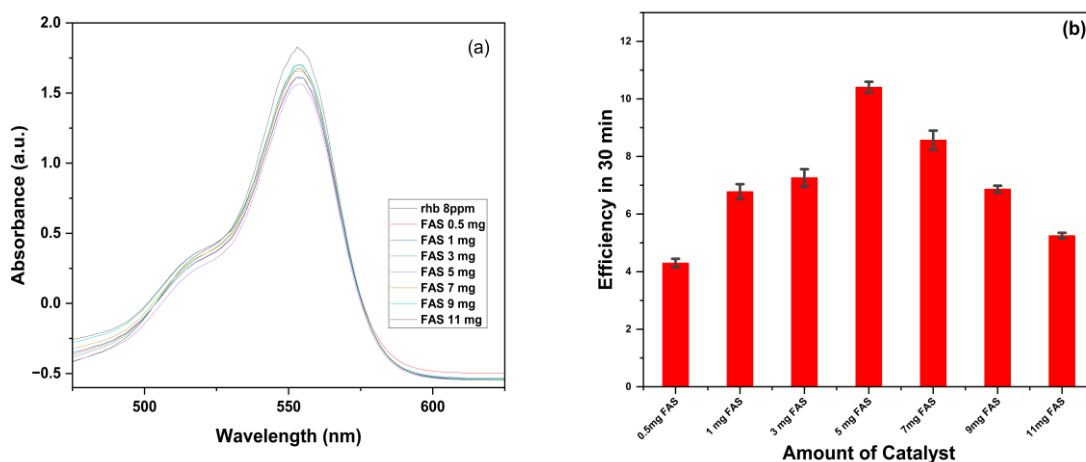 (a)
2.0
1.5
1.0
0.5
0.0
−0.5
Absorbance (a.u.)
rhb 8ppm
FAS 0.5 mg
FAS 1 mg
FAS 3 mg
FAS 5 mg
FAS 7 mg
FAS 9 mg
FAS 11 mg
500 550 600
Wavelength (nm)
(b)
12
10
8
6
4
2
0
Efficiency in 30 min
0.5mg FAS 1 mg FAS 3 mg FAS 5 mg FAS 7mg FAS 9mg FAS 11mg FAS
Amount of Catalyst